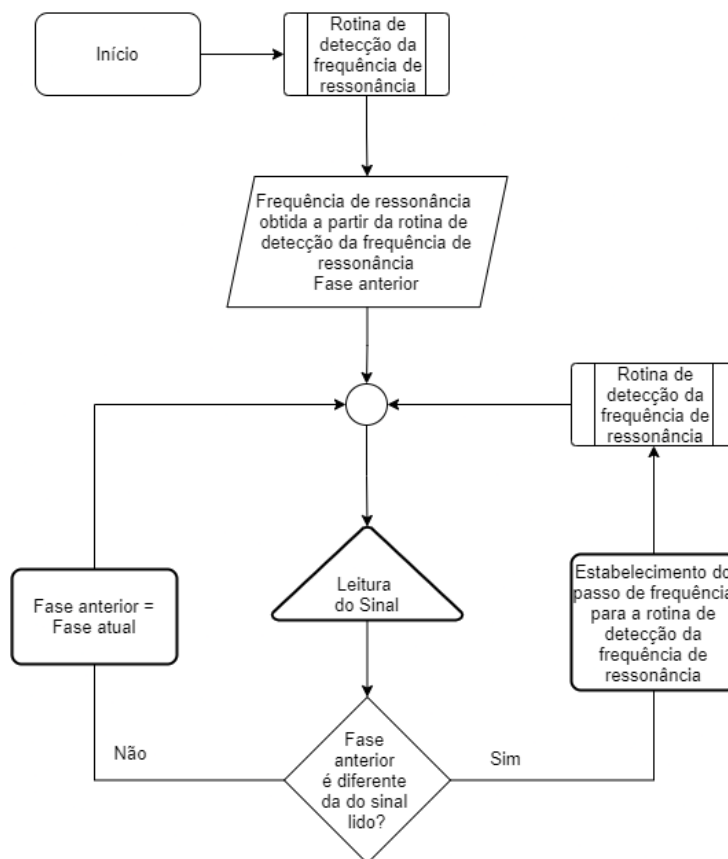 Início
Rotina de
detecção da
frequência de
ressonância
Frequência de ressonância
obtida a partir da rotina de
detecção da frequência de
ressonância
Fase anterior
Rotina de
detecção da
frequência de
ressonância
Leitura
do Sinal
Fase anterior =
Fase atual
Estabelecimento do
passo de frequência
para a rotina de
detecção da
frequência de
ressonância
Não
Fase
anterior
é diferente
da do sinal
lido?
Sim